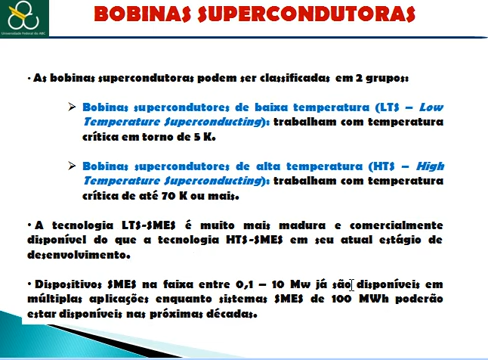 BOBINAS SUPERCONDUTORAS
Universidade Federal do ABC
· As bobinas supercondutoras podem ser classificadas em 2 grupos:
➢ Bobinas supercondutores de baixa temperatura (LTS – Low
Temperature Superconducting): trabalham com temperatura
crítica em torno de 5 K.
➢ Bobinas supercondutores de alta temperatura (HTS – High
Temperature Superconducting): trabalham com temperatura
crítica de até 70 K ou mais.
· A tecnologia LTS-SMES é muito mais madura e comercialmente
disponível do que a tecnologia HTS-SMES em seu atual estágio de
desenvolvimento.
· Dispositivos SMES na faixa entre 0,1 – 10 Mw já são disponíveis em
múltiplas aplicações enquanto sistemas SMES de 100 MWh poderão
estar disponíveis nas próximas décadas.